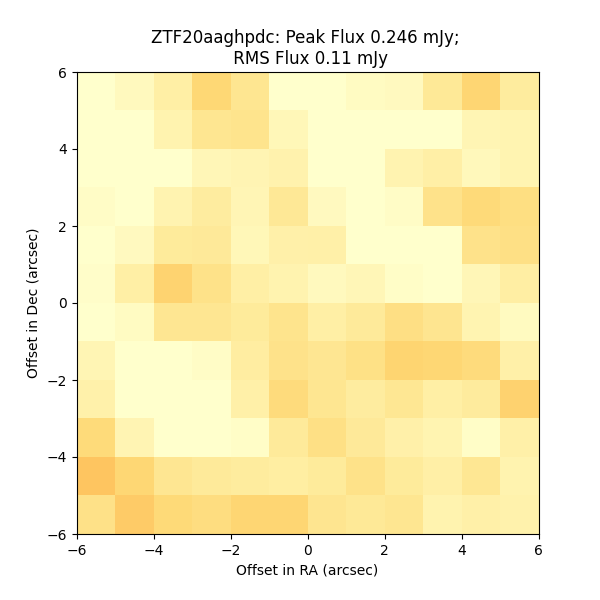 ZTF20aaghpdc: Peak Flux 0.246 mJy;
RMS Flux 0.11 mJy
6
4
2
0
−2
−4
−6
Offset in Dec (arcsec)
−6 −4 −2 0 2 4 6
Offset in RA (arcsec)